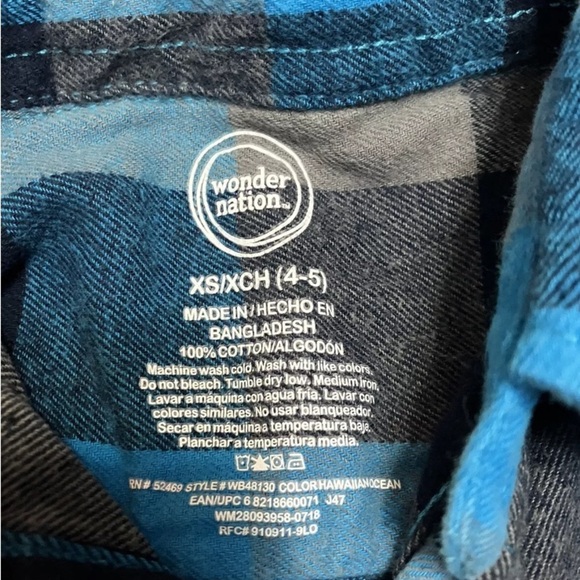 wonder
nation™
XS/XCH (4-5)
MADE IN/HECHO EN
BANGLADESH
100% COTTON/ALGODÓN
Machine wash cold. Wash with like colors.
Do not bleach. Tumble dry low. Medium iron.
Lavar a máquina con agua fría. Lavar con
colores similares. No usar blanqueador.
Secar en máquina a temperatura baja.
Planchar a temperatura media.
RN# 52469 STYLE# WB48130 COLOR HAWAIIAN OCEAN
EAN/UPC 6 8218660071 J47
WM28093958-0718
RFC# 910911-9L0